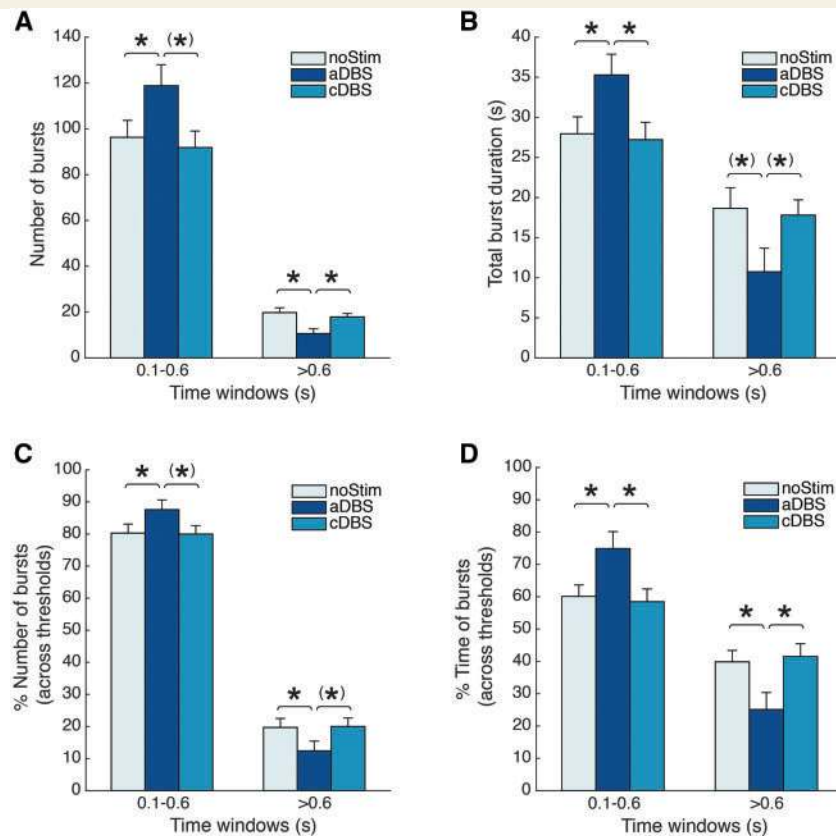 A
Number of bursts
140
120
100
80
60
40
20
0
* (*)
* *
noStim
aDBS
cDBS
0.1-0.6 >0.6
Time windows (s)
B
Total burst duration (s)
40
35
30
25
20
15
10
5
0
* *
(*) (*)
noStim
aDBS
cDBS
0.1-0.6 >0.6
Time windows (s)
C
% Number of bursts
(across thresholds)
100
90
80
70
60
50
40
30
20
10
0
* (*)
* (*)
noStim
aDBS
cDBS
0.1-0.6 >0.6
Time windows (s)
D
% Time of bursts
(across thresholds)
100
90
80
70
60
50
40
30
20
10
0
* *
* *
noStim
aDBS
cDBS
0.1-0.6 >0.6
Time windows (s)